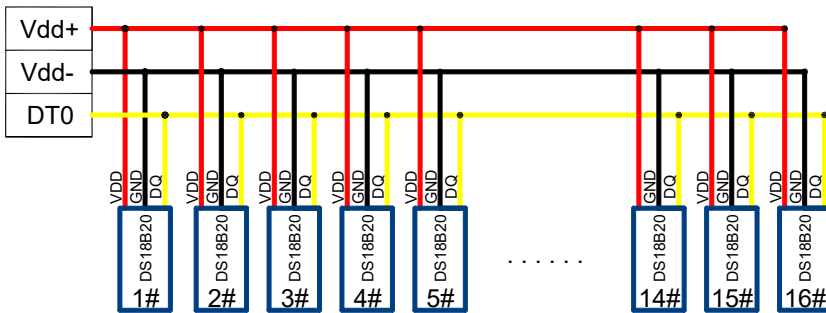 Vdd+
Vdd-
DT0
VDD GND DQ VDD GND DQ VDD GND DQ VDD GND DQ VDD GND DQ GND DQ VDD GND DQ VDD GND DQ
DS18B20 DS18B20 DS18B20 DS18B20 DS18B20 ...... DS18B20 DS18B20 DS18B20
1# 2# 3# 4# 5# 14# 15# 16#